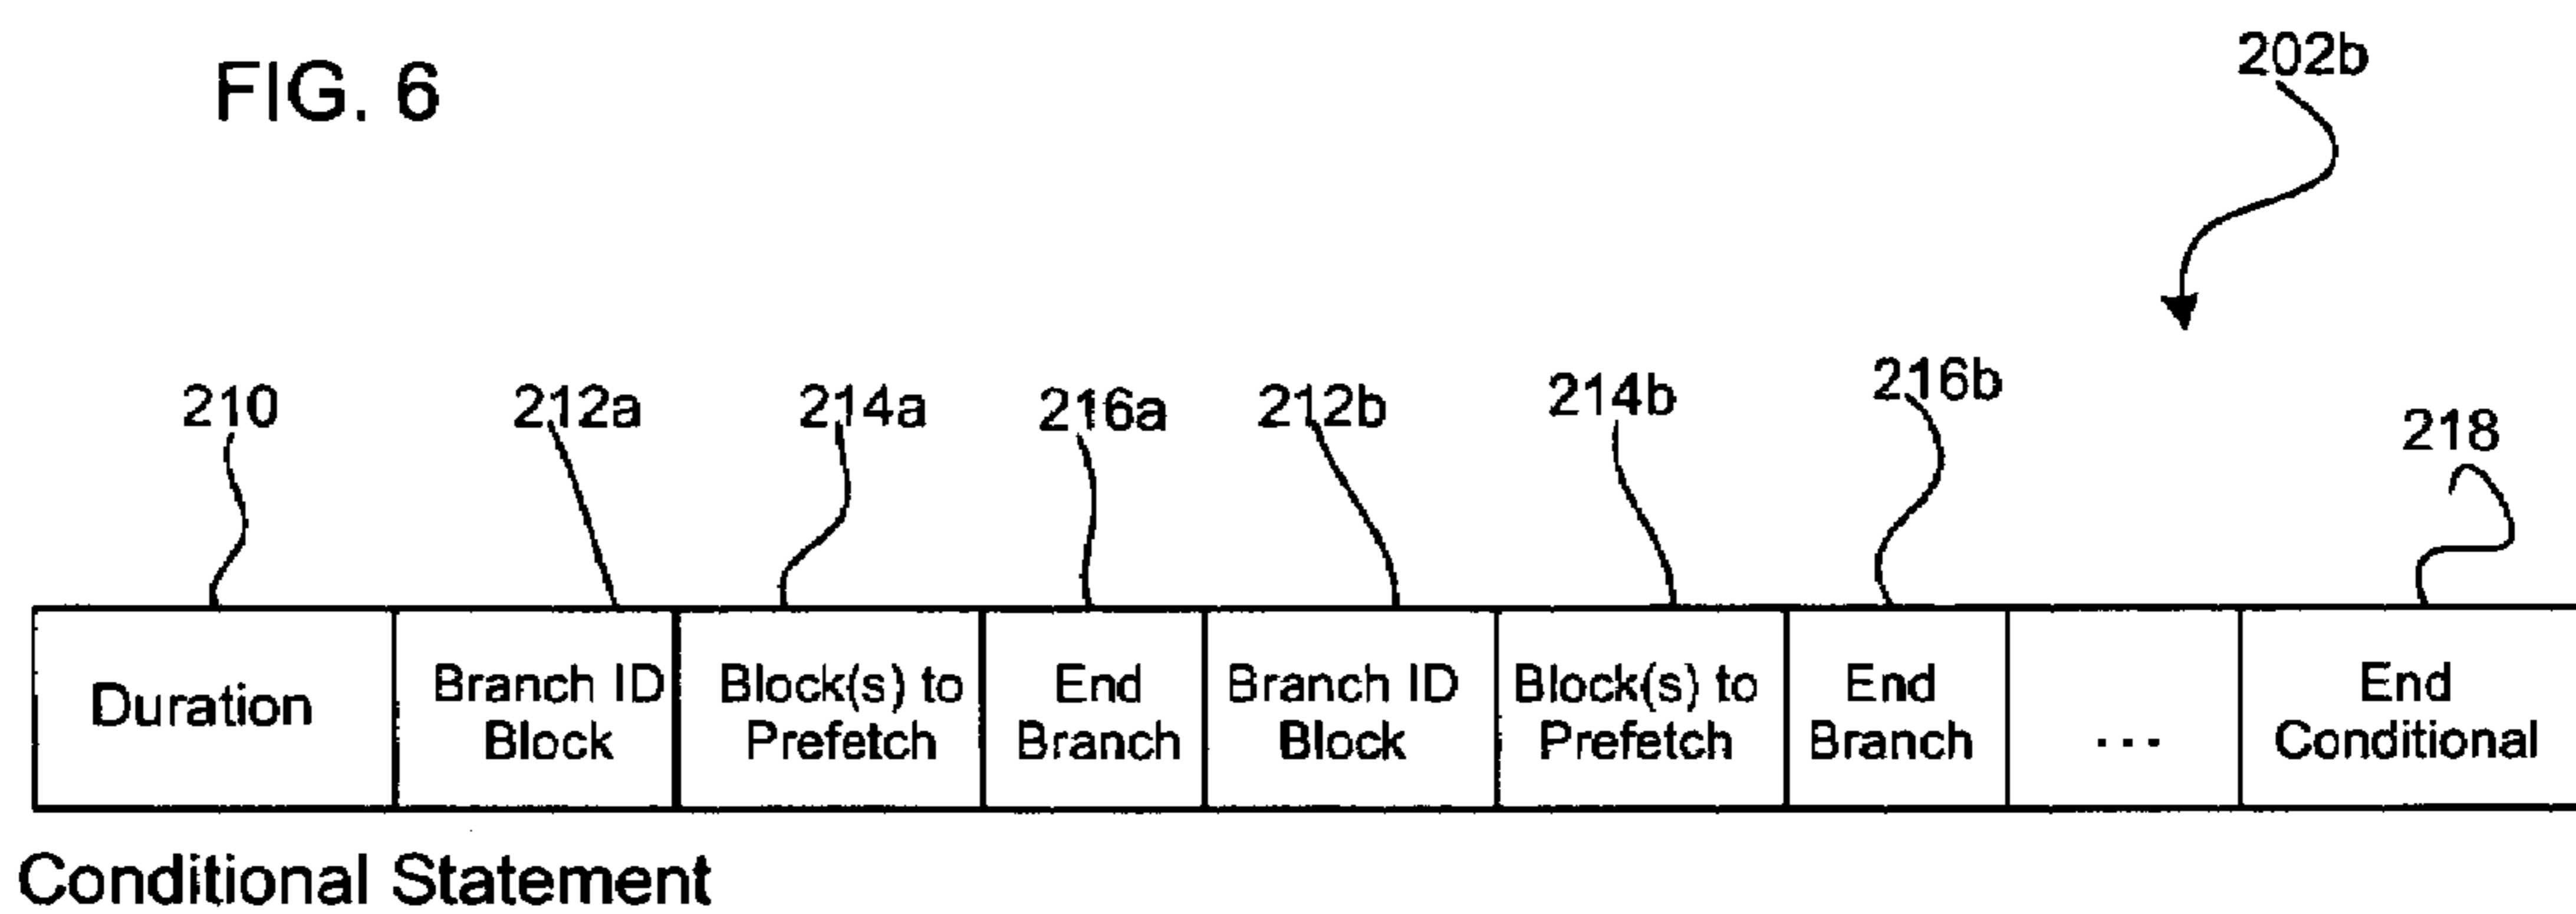 FIG. 6
202b
210
212a
214a
216a
212b
214b
216b
218
Duration
Branch ID
Block
Block(s) to
Prefetch
End
Branch
Branch ID
Block
Block(s) to
Prefetch
End
Branch
...
End
Conditional
Conditional Statement